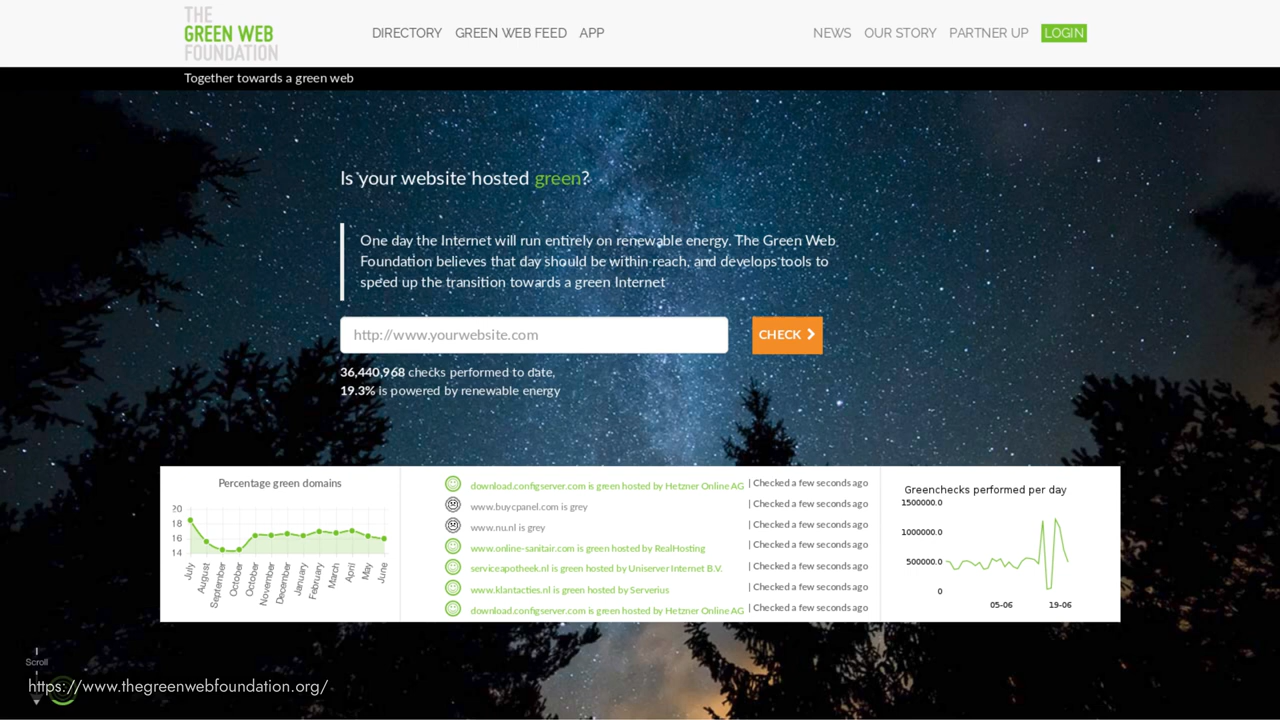 THE
GREEN WEB
FOUNDATION
DIRECTORY GREEN WEB FEED APP
NEWS OUR STORY PARTNER UP LOGIN
Together towards a green web
Is your website hosted green?
One day the Internet will run entirely on renewable energy. The Green Web
Foundation believes that day should be within reach, and develops tools to
speed up the transition towards a green Internet
http://www.yourwebsite.com
CHECK
36,440,968 checks performed to date,
19.3% is powered by renewable energy
Percentage green domains
20
18
16
14
July
August
September
October
October
November
December
January
February
March
April
May
June
download.configserver.com is green hosted by Hetzner Online AG | Checked a few seconds ago
www.buycpanel.com is grey | Checked a few seconds ago
www.nu.nl is grey | Checked a few seconds ago
www.online-sanitair.com is green hosted by RealHosting | Checked a few seconds ago
serviceapotheek.nl is green hosted by Uniserver Internet B.V. | Checked a few seconds ago
www.klantacties.nl is green hosted by Serverius | Checked a few seconds ago
download.configserver.com is green hosted by Hetzner Online AG | Checked a few seconds ago
Greenchecks performed per day
1500000.0
1000000.0
500000.0
0
05-06 19-06
Scroll
https://www.thegreenwebfoundation.org/